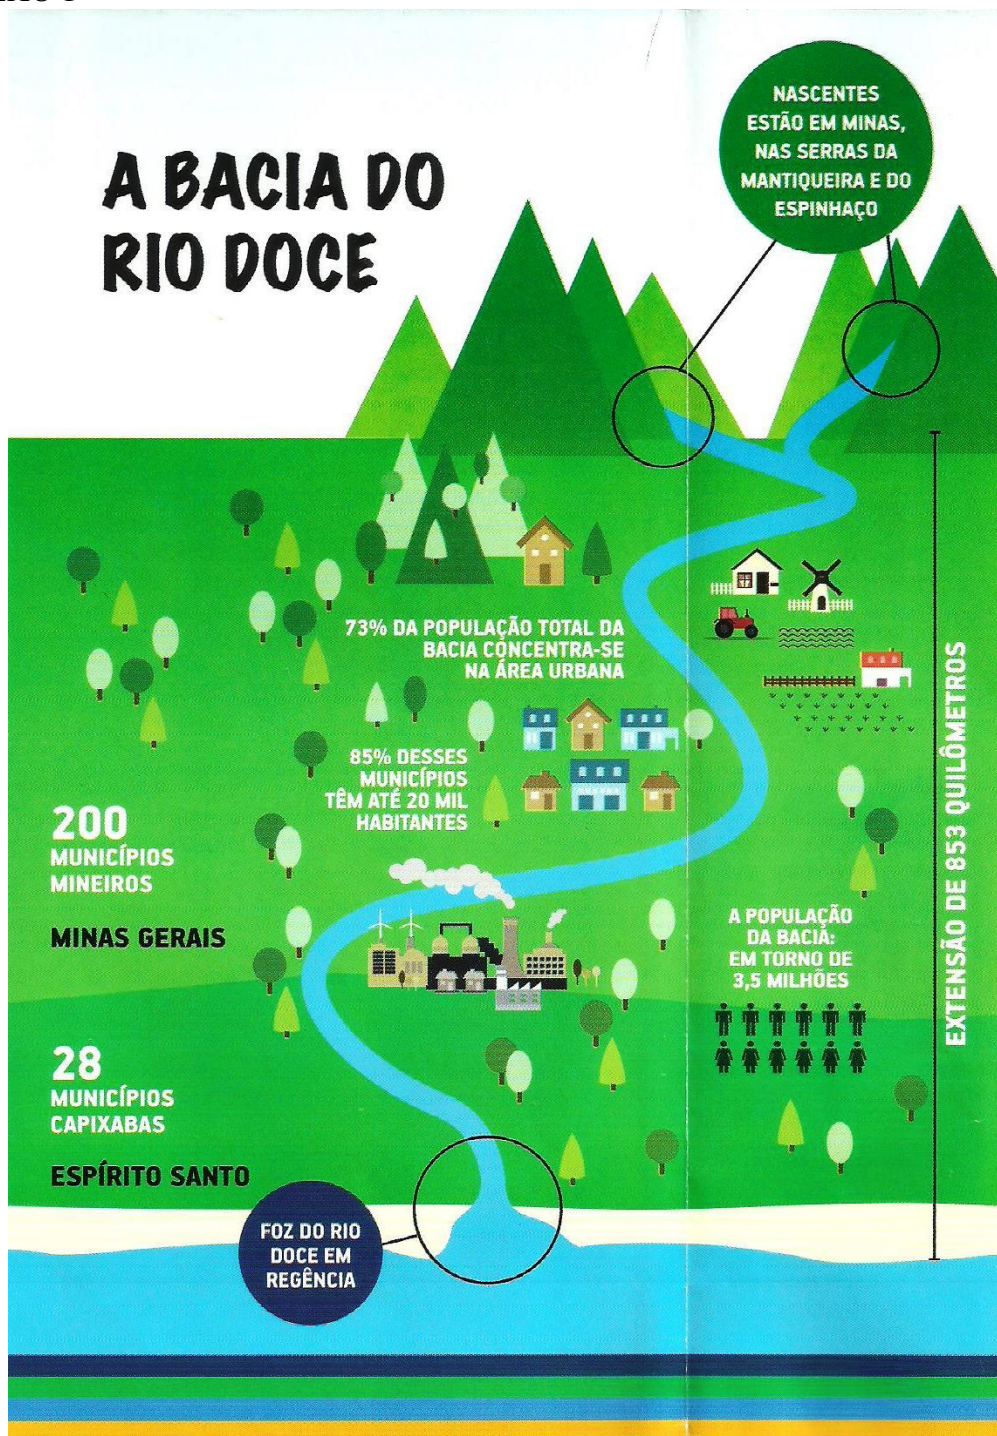 A BACIA DO
RIO DOCE
NASCENTES
ESTÃO EM MINAS,
NAS SERRAS DA
MANTIQUEIRA E DO
ESPINHAÇO
73% DA POPULAÇÃO TOTAL DA
BACIA CONCENTRA-SE
NA ÁREA URBANA
85% DESSES
MUNICÍPIOS
TÊM ATÉ 20 MIL
HABITANTES
200
MUNICÍPIOS
MINEIROS
MINAS GERAIS
A POPULAÇÃO
DA BACIA:
EM TORNO DE
3,5 MILHÕES
EXTENSÃO DE 853 QUILÔMETROS
28
MUNICÍPIOS
CAPIXABAS
ESPÍRITO SANTO
FOZ DO RIO
DOCE EM
REGÊNCIA